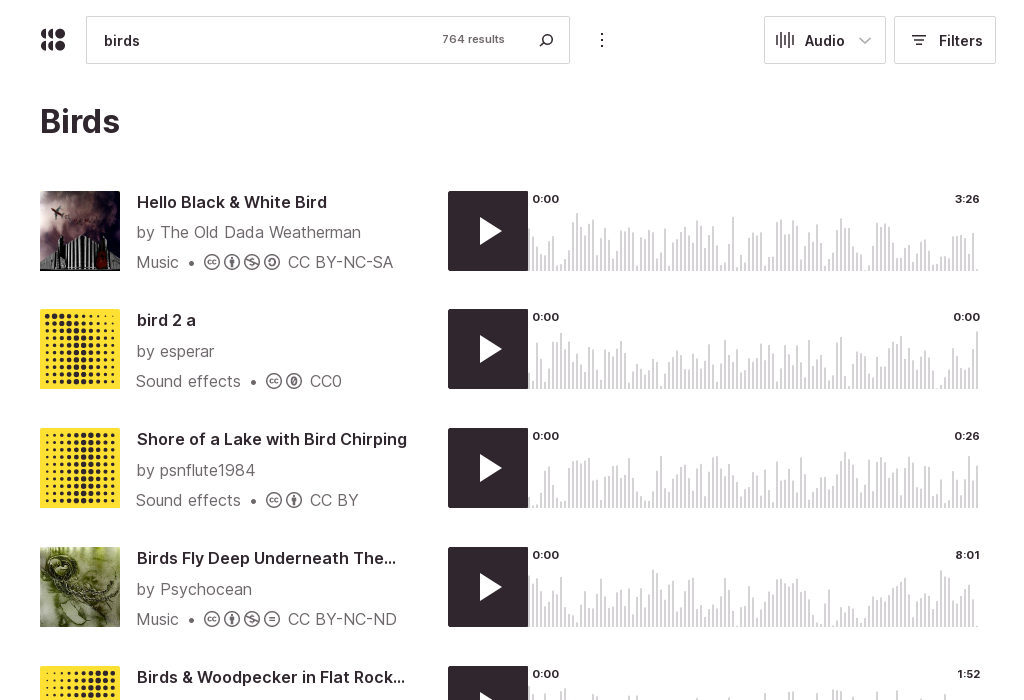 birds 764 results Audio Filters
Birds
Hello Black & White Bird 0:00 3:26
by The Old Dada Weatherman
Music • CC BY-NC-SA
bird 2 a 0:00 0:00
by esperar
Sound effects • CC0
Shore of a Lake with Bird Chirping 0:00 0:26
by psnflute1984
Sound effects • CC BY
Birds Fly Deep Underneath The... 0:00 8:01
by Psychocean
Music • CC BY-NC-ND
Birds & Woodpecker in Flat Rock... 0:00 1:52